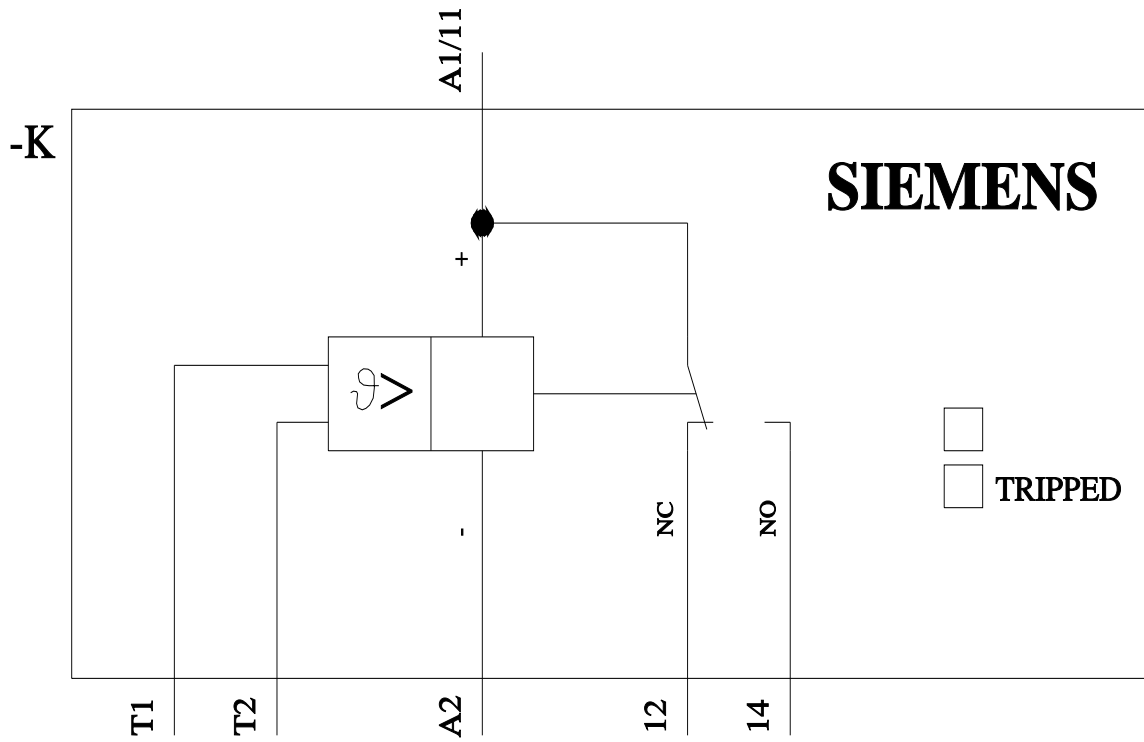 A1/11
-K
SIEMENS
+
ϑ>
-
NC
NO
TRIPPED
T1
T2
A2
12
14